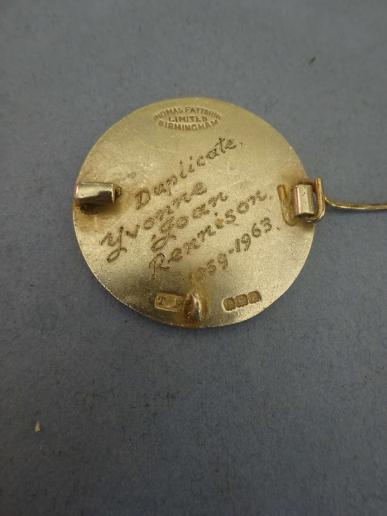 THOMAS FATTORINI
LIMITED
BIRMINGHAM
Duplicate.
Yvonne
Joan
Rennison.
1959-1963.